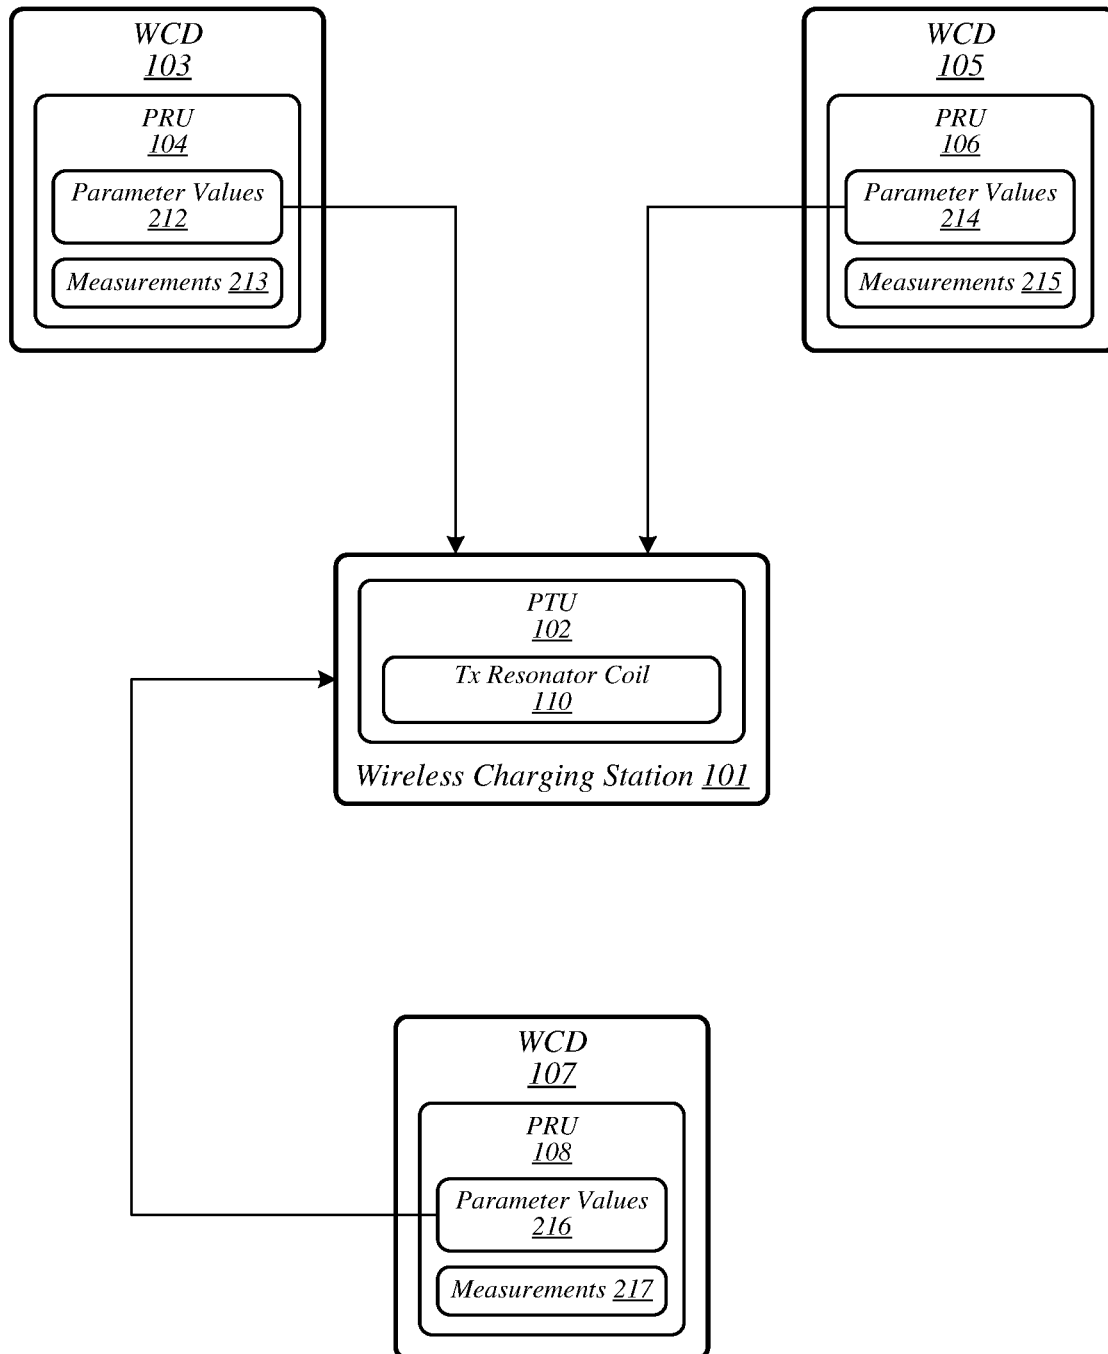 WCD
103
PRU
104
Parameter Values
212
Measurements 213
WCD
105
PRU
106
Parameter Values
214
Measurements 215
PTU
102
Tx Resonator Coil
110
Wireless Charging Station 101
WCD
107
PRU
108
Parameter Values
216
Measurements 217